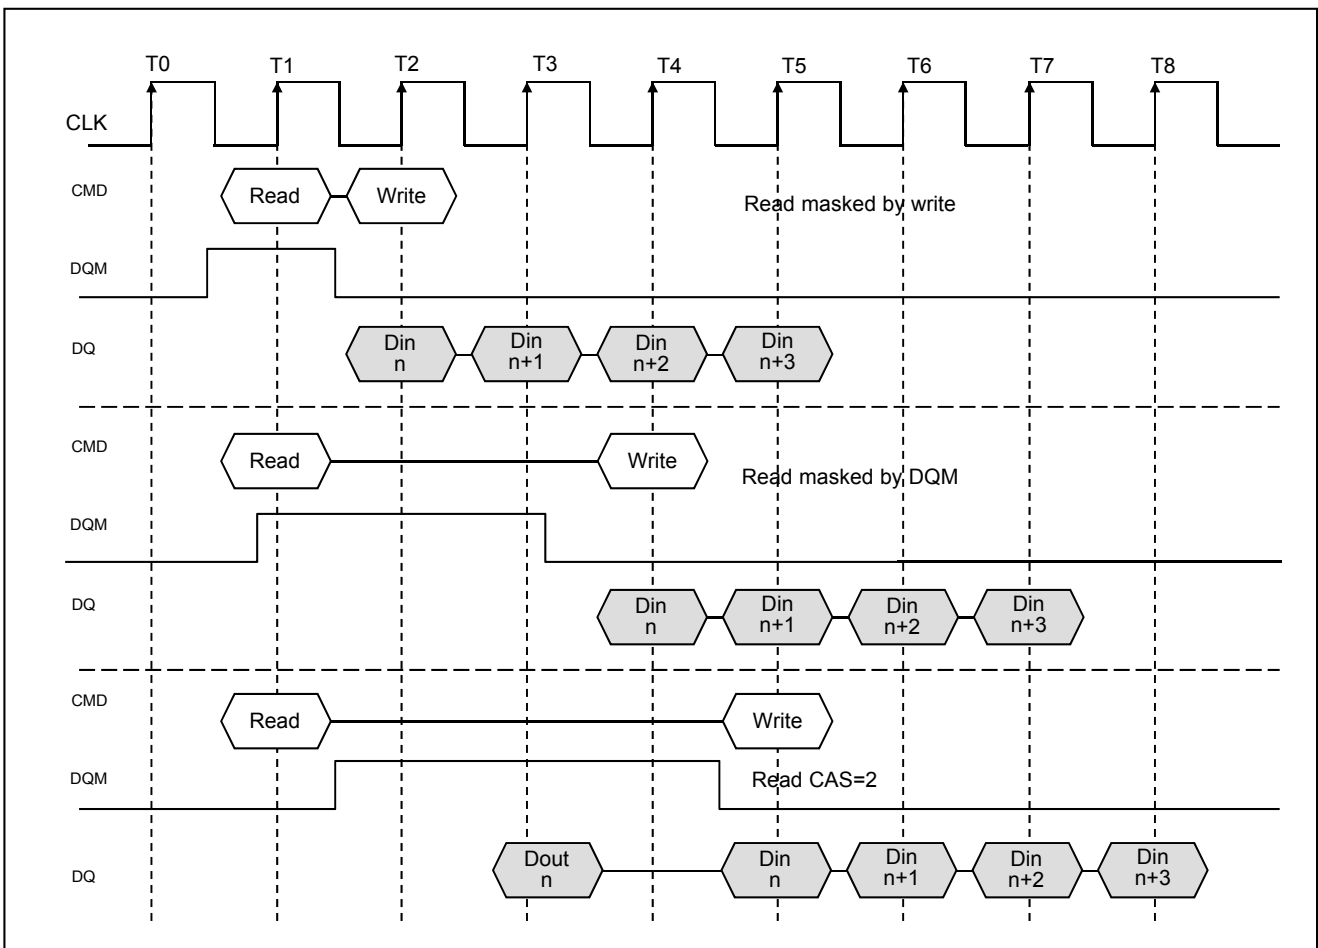 T0 T1 T2 T3 T4 T5 T6 T7 T8
CLK
CMD Read Write Read masked by write
DQM
DQ Din n Din n+1 Din n+2 Din n+3
CMD Read Write Read masked by DQM
DQM
DQ Din n Din n+1 Din n+2 Din n+3
CMD Read Write
DQM Read CAS=2
DQ Dout n Din n Din n+1 Din n+2 Din n+3